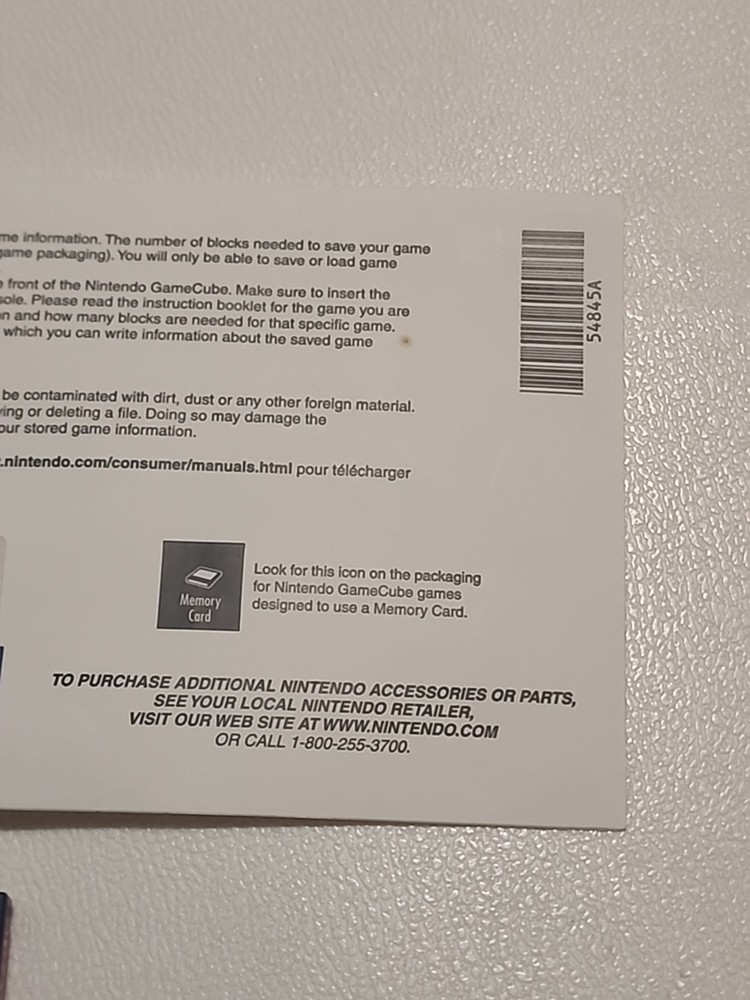 me information. The number of blocks needed to save your game
game packaging). You will only be able to save or load game
front of the Nintendo GameCube. Make sure to insert the
sole. Please read the instruction booklet for the game you are
n and how many blocks are needed for that specific game.
which you can write information about the saved game
be contaminated with dirt, dust or any other foreign material.
ving or deleting a file. Doing so may damage the
our stored game information.
.nintendo.com/consumer/manuals.html pour télécharger
54845A
Memory
Card
Look for this icon on the packaging
for Nintendo GameCube games
designed to use a Memory Card.
TO PURCHASE ADDITIONAL NINTENDO ACCESSORIES OR PARTS,
SEE YOUR LOCAL NINTENDO RETAILER,
VISIT OUR WEB SITE AT WWW.NINTENDO.COM
OR CALL 1-800-255-3700.